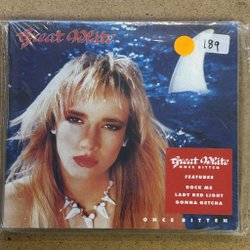 Great White
189
Great White
ONCE BITTEN
FEATURES
ROCK ME
LADY RED LIGHT
GONNA GETCHA
ONCE BITTEN